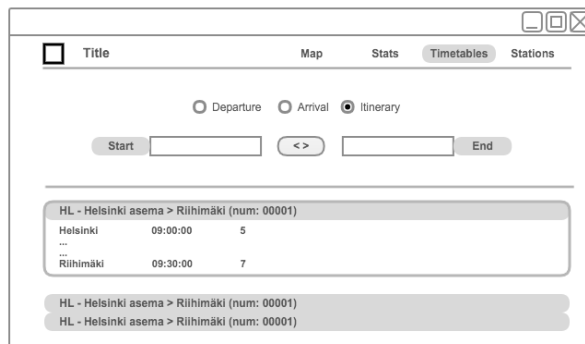 Title Map Stats Timetables Stations
Departure Arrival Itinerary
Start < > End
HL - Helsinki asema > Riihimäki (num: 00001)
Helsinki 09:00:00 5
...
...
Riihimäki 09:30:00 7
HL - Helsinki asema > Riihimäki (num: 00001)
HL - Helsinki asema > Riihimäki (num: 00001)